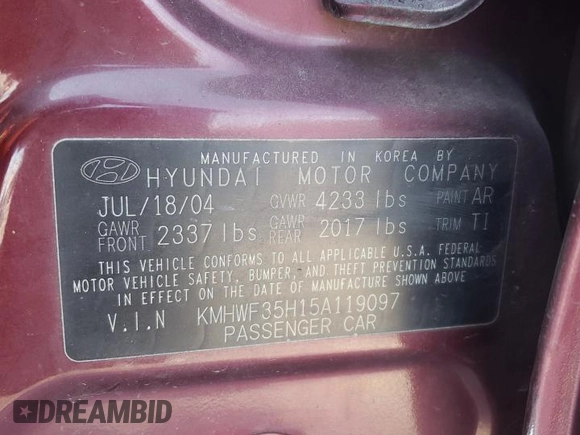 MANUFACTURED IN KOREA BY
HYUNDAI MOTOR COMPANY
JUL/18/04 GVWR 4233 lbs PAINT AR
GAWR FRONT 2337 lbs GAWR REAR 2017 lbs TRIM TI
THIS VEHICLE CONFORMS TO ALL APPLICABLE U.S.A. FEDERAL
MOTOR VEHICLE SAFETY, BUMPER, AND THEFT PREVENTION STANDARDS
IN EFFECT ON THE DATE OF MANUFACTURE SHOWN ABOVE
V.I.N KMHWF35H15A119097
PASSENGER CAR
DREAMBID